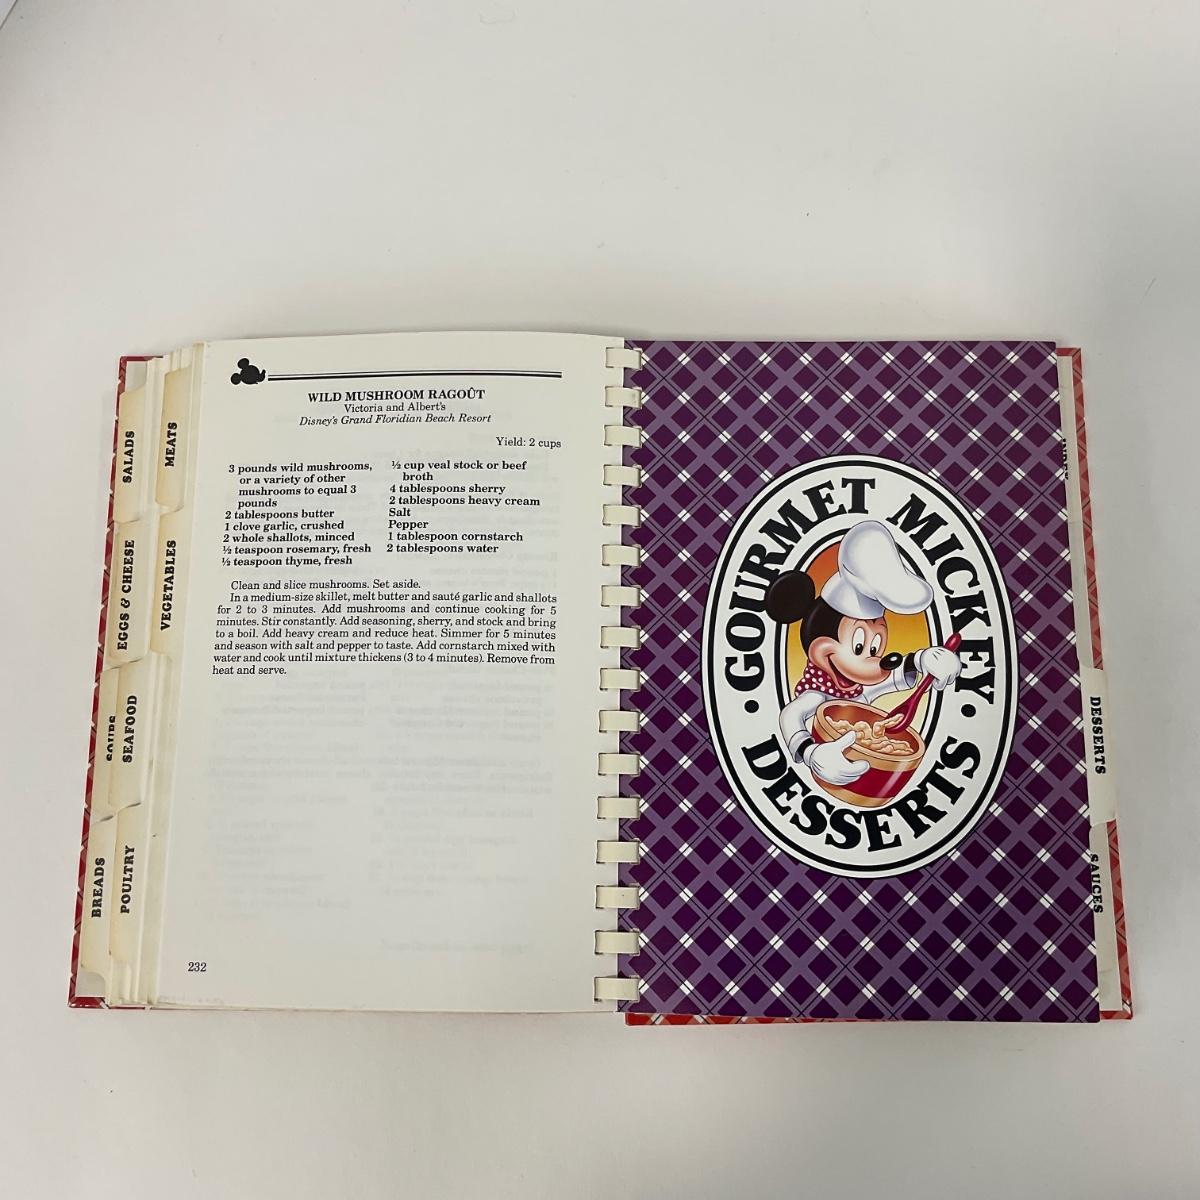 SALADS
MEATS
EGGS & CHEESE
VEGETABLES
SOUPS
SEAFOOD
BREADS
POULTRY
WILD MUSHROOM RAGOÛT
Victoria and Albert's
Disney's Grand Floridian Beach Resort
Yield: 2 cups
3 pounds wild mushrooms,
or a variety of other
mushrooms to equal 3
pounds
2 tablespoons butter
1 clove garlic, crushed
2 whole shallots, minced
½ teaspoon rosemary, fresh
½ teaspoon thyme, fresh
½ cup veal stock or beef
broth
4 tablespoons sherry
2 tablespoons heavy cream
Salt
Pepper
1 tablespoon cornstarch
2 tablespoons water
Clean and slice mushrooms. Set aside.
In a medium-size skillet, melt butter and sauté garlic and shallots
for 2 to 3 minutes. Add mushrooms and continue cooking for 5
minutes. Stir constantly. Add seasoning, sherry, and stock and bring
to a boil. Add heavy cream and reduce heat. Simmer for 5 minutes
and season with salt and pepper to taste. Add cornstarch mixed with
water and cook until mixture thickens (3 to 4 minutes). Remove from
heat and serve.
232
• GOURMET MICKEY •
DESSERTS
INDEX
DESSERTS
SAUCES